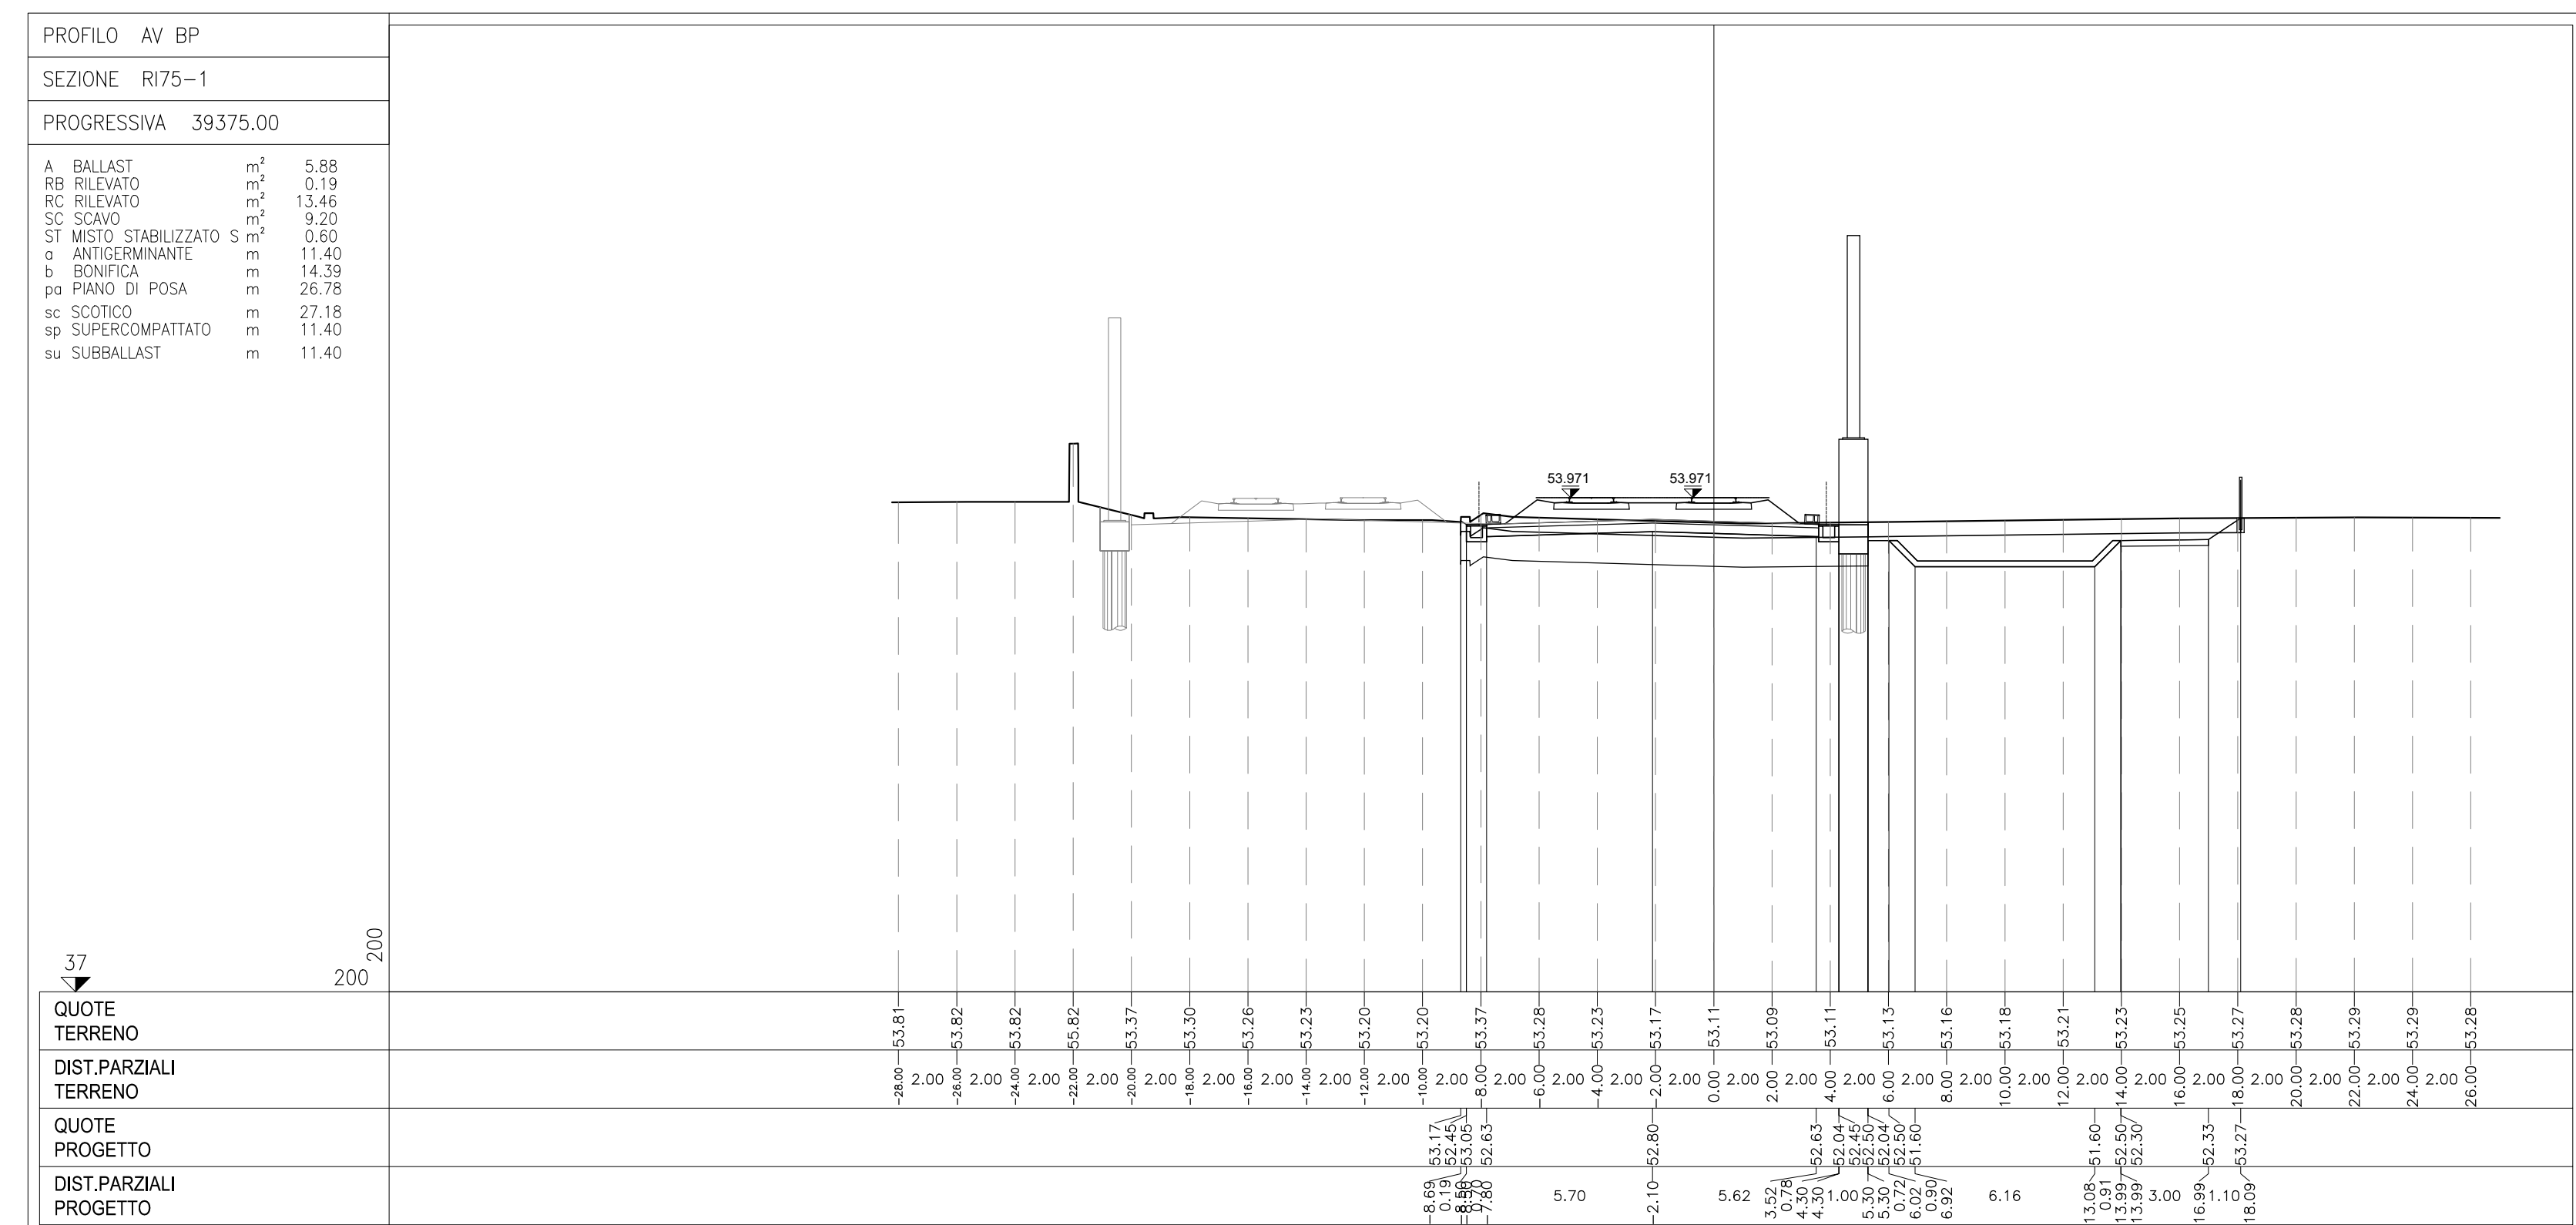 PROFILO AV BP
SEZIONE RI75-1
PROGRESSIVA 39375.00
A BALLAST m² 5.88
RB RILEVATO m² 0.19
RC RILEVATO m² 13.46
SC SCAVO m² 9.20
ST MISTO STABILIZZATO S m² 0.60
a ANTIGERMINANTE m 11.40
b BONIFICA m 14.39
pa PIANO DI POSA m 26.78
sc SCOTICO m 27.18
sp SUPERCOMPATTATO m 11.40
su SUBBALLAST m 11.40
53.971 53.971
37
200
200
QUOTE
TERRENO
53.81 53.82 53.82 55.82 53.37 53.30 53.26 53.23 53.20 53.20 53.37 53.28 53.23 53.17 53.11 53.09 53.11 53.13 53.16 53.18 53.21 53.23 53.25 53.27 53.28 53.29 53.29 53.28
DIST.PARZIALI
TERRENO
-28.00 2.00 -26.00 2.00 -24.00 2.00 -22.00 2.00 -20.00 2.00 -18.00 2.00 -16.00 2.00 -14.00 2.00 -12.00 2.00 -10.00 2.00 -8.00 2.00 -6.00 2.00 -4.00 2.00 -2.00 2.00 0.00 2.00 2.00 2.00 4.00 2.00 6.00 2.00 8.00 2.00 10.00 2.00 12.00 2.00 14.00 2.00 16.00 2.00 18.00 2.00 20.00 2.00 22.00 2.00 24.00 2.00 26.00
QUOTE
PROGETTO
53.17 52.45 53.05 52.63 52.80 52.63 52.04 52.45 52.50 52.04 52.50 51.60 51.60 52.50 52.30 52.33 53.27
DIST.PARZIALI
PROGETTO
-8.69 0.19 -8.50 -8.50 0.70 -7.80 5.70 -2.10 5.62 3.52 0.78 4.30 4.30 1.00 5.30 5.30 0.72 6.02 0.90 6.92 6.16 13.08 0.91 13.99 13.99 3.00 16.99 1.10 18.09